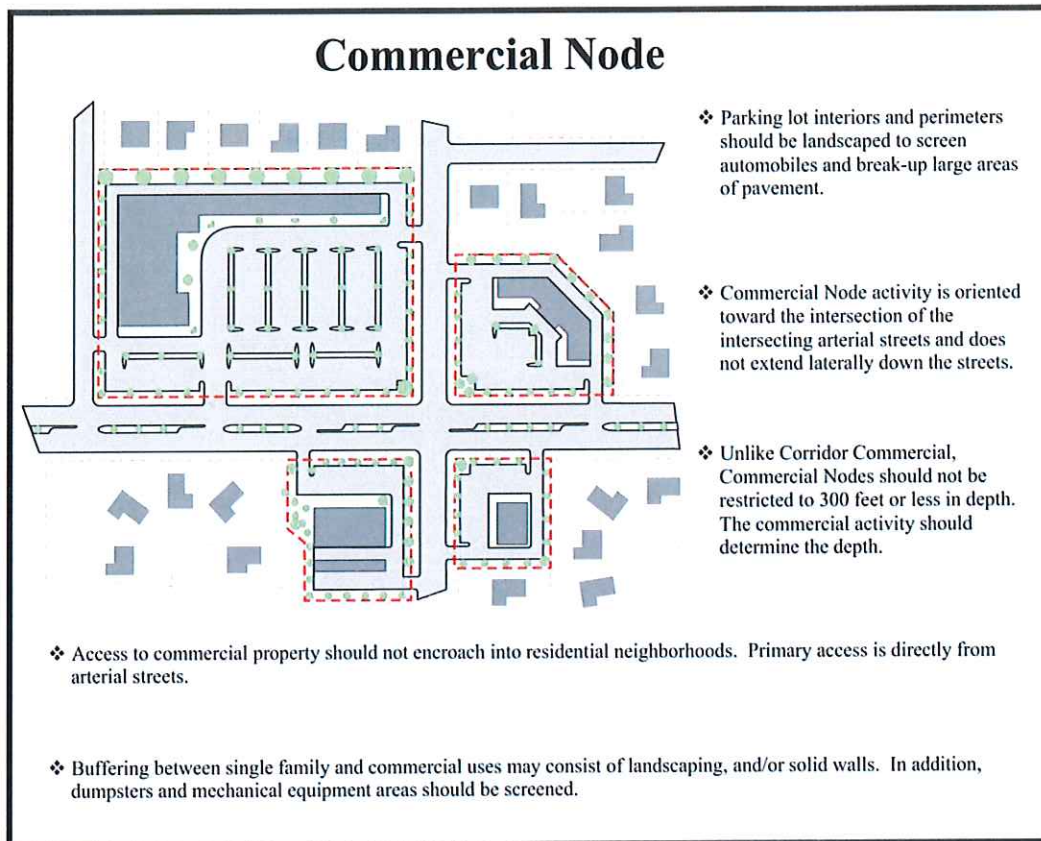 Commercial Node
❖ Parking lot interiors and perimeters
should be landscaped to screen
automobiles and break-up large areas
of pavement.
❖ Commercial Node activity is oriented
toward the intersection of the
intersecting arterial streets and does
not extend laterally down the streets.
❖ Unlike Corridor Commercial,
Commercial Nodes should not be
restricted to 300 feet or less in depth.
The commercial activity should
determine the depth.
❖ Access to commercial property should not encroach into residential neighborhoods.  Primary access is directly from
arterial streets.
❖ Buffering between single family and commercial uses may consist of landscaping, and/or solid walls.  In addition,
dumpsters and mechanical equipment areas should be screened.